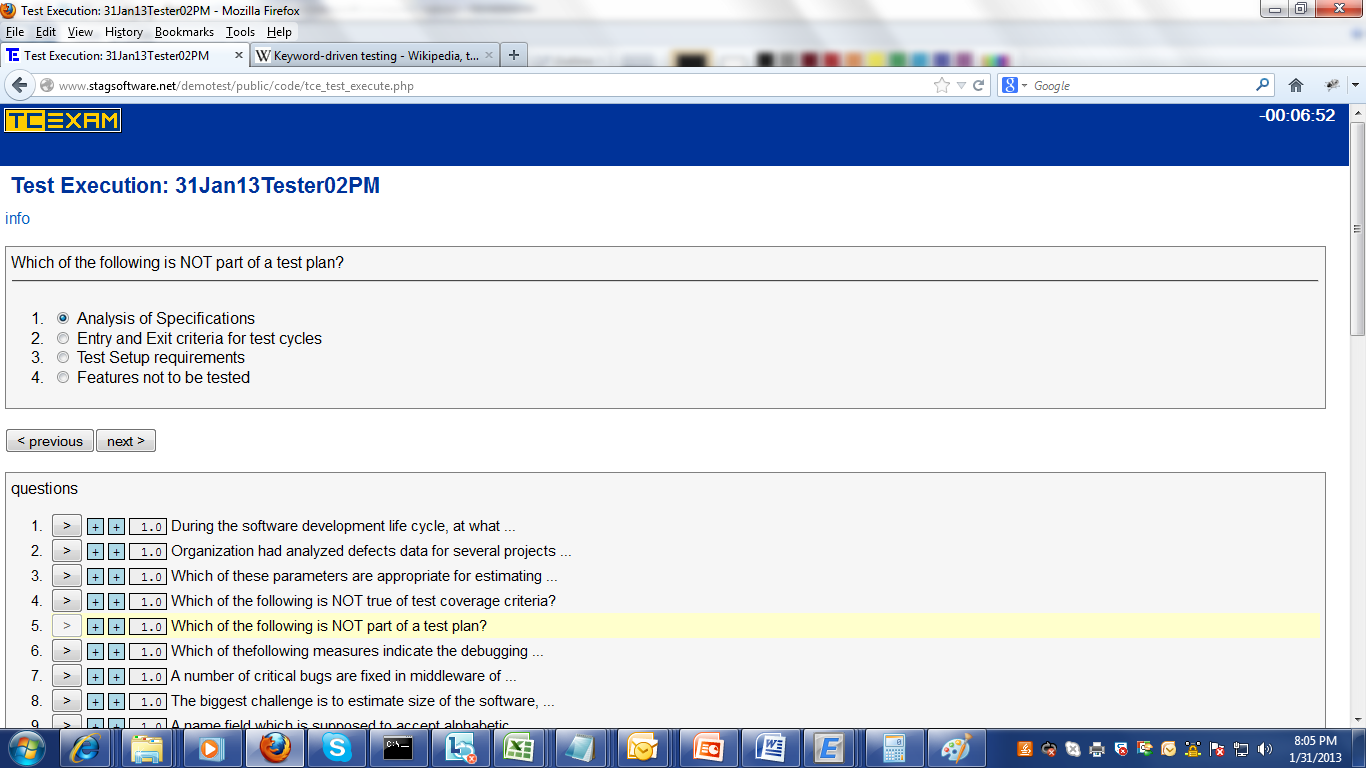 Test Execution: 31Jan13Tester02PM - Mozilla Firefox
File Edit View History Bookmarks Tools Help
Test Execution: 31Jan13Tester02PM × Keyword-driven testing - Wikipedia, t... × +
www.stagsoftware.net/demotest/public/code/tce_test_execute.php Google
TCEXAM -00:06:52
Test Execution: 31Jan13Tester02PM
info
Which of the following is NOT part of a test plan?
1. Analysis of Specifications
2. Entry and Exit criteria for test cycles
3. Test Setup requirements
4. Features not to be tested
< previous next >
questions
1. > + + 1.0 During the software development life cycle, at what ...
2. > + + 1.0 Organization had analyzed defects data for several projects ...
3. > + + 1.0 Which of these parameters are appropriate for estimating ...
4. > + + 1.0 Which of the following is NOT true of test coverage criteria?
5. > + + 1.0 Which of the following is NOT part of a test plan?
6. > + + 1.0 Which of thefollowing measures indicate the debugging ...
7. > + + 1.0 A number of critical bugs are fixed in middleware of ...
8. > + + 1.0 The biggest challenge is to estimate size of the software, ...
9. > + + 1.0 A name field which is supposed to accept alphabetic
8:05 PM
1/31/2013